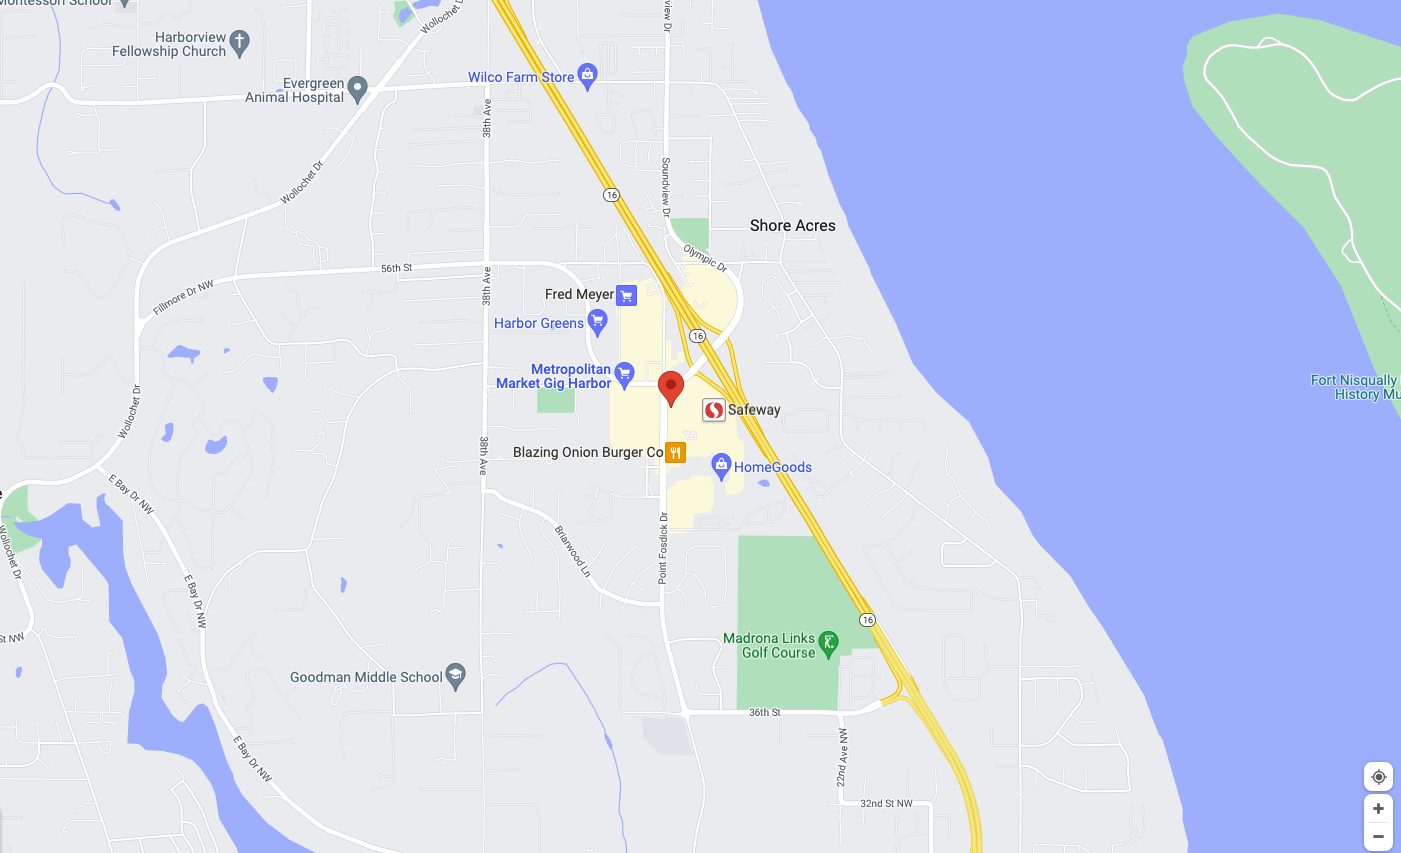 Montessori School
Wollochet D
view Dr
Harborview
Fellowship Church
Evergreen
Animal Hospital
Wilco Farm Store
38th Ave
Wollochet Dr
Soundview Dr
16
Shore Acres
Olympic Dr
56th St
38th Ave
Fillmore Dr NW
Fred Meyer
Harbor Greens
16
Metropolitan
Market Gig Harbor
Fort Nisqually
History Mu
Safeway
Wollochet Dr
38th Ave
Blazing Onion Burger Co
HomeGoods
e
E Bay Dr NW
Wollochet Dr
Briarwood Ln
Point Fosdick Dr
E Bay Dr NW
16
St NW
Madrona Links
Golf Course
Goodman Middle School
36th St
E Bay Dr NW
22nd Ave NW
32nd St NW
+
−